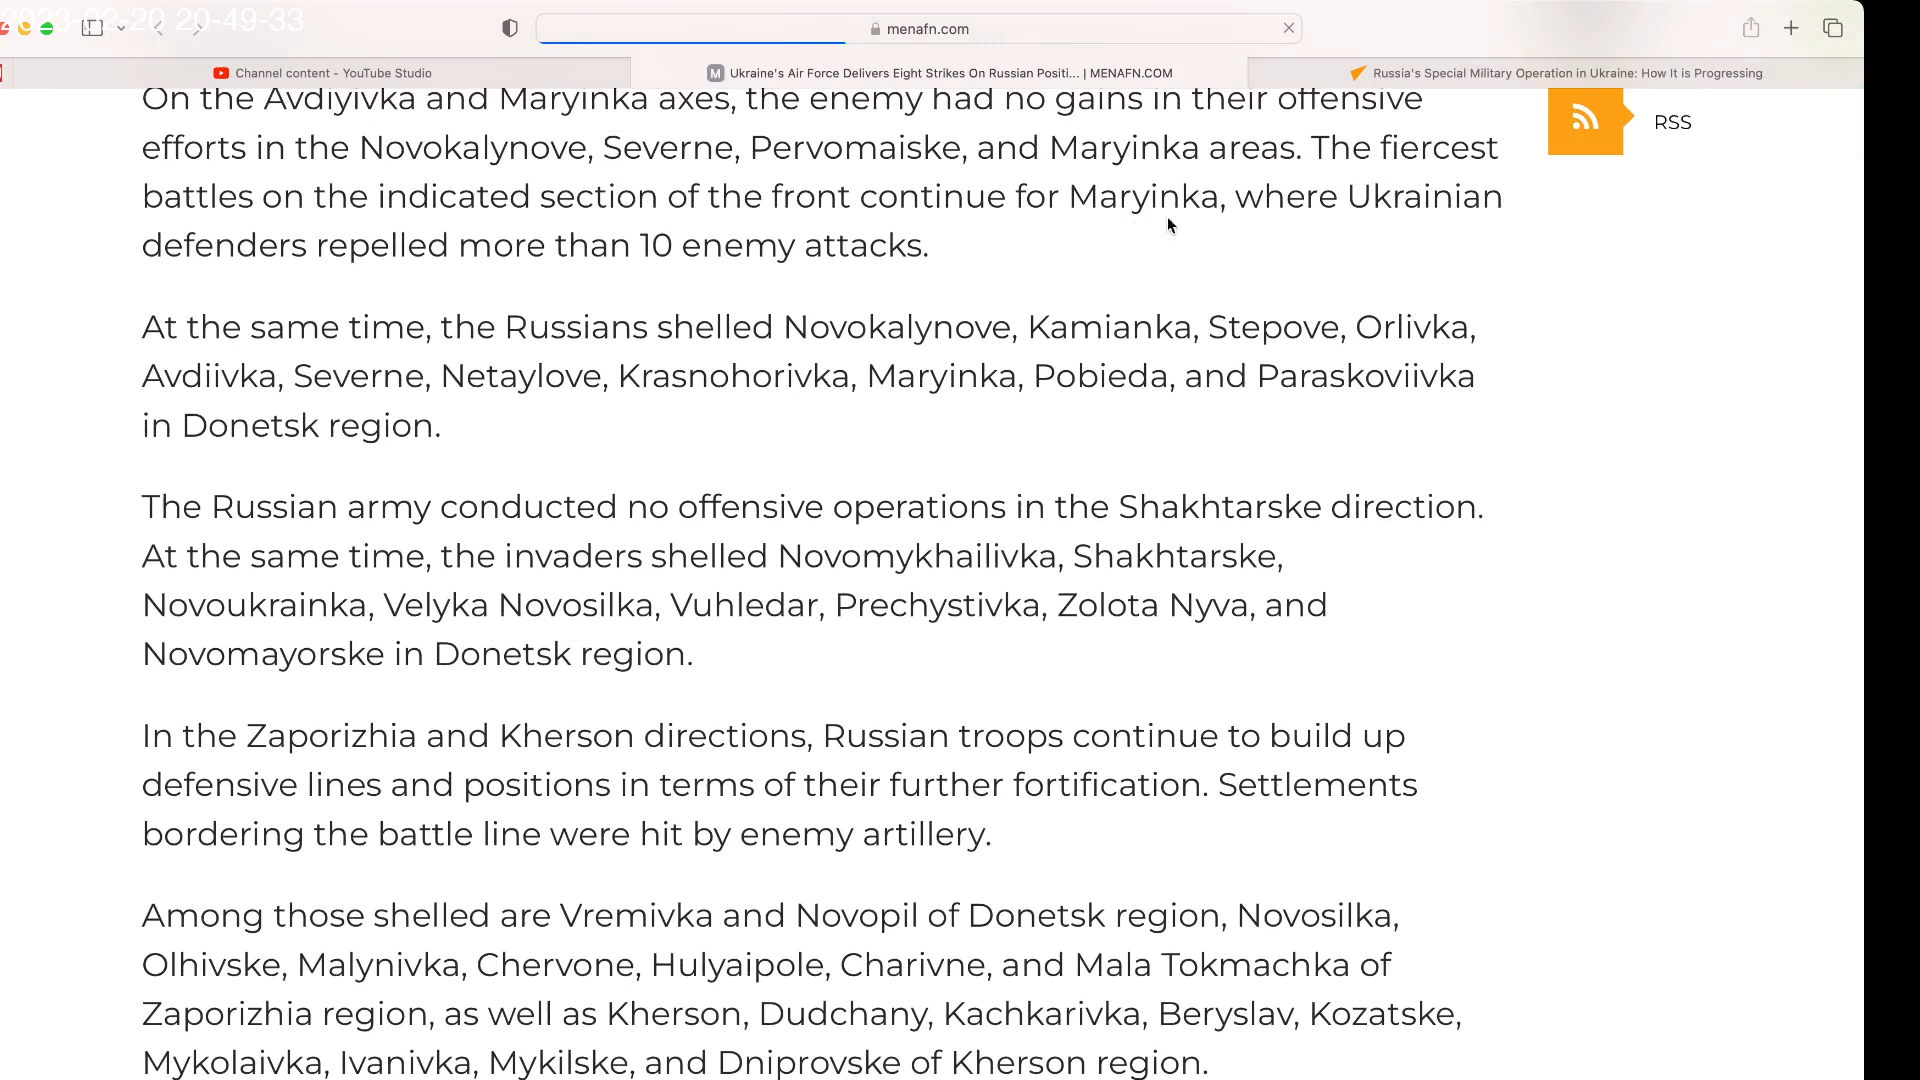 2023-02-20 20-49-33
menafn.com
Channel content - YouTube Studio
M Ukraine's Air Force Delivers Eight Strikes On Russian Positi... | MENAFN.COM
Russia's Special Military Operation in Ukraine: How It is Progressing
On the Avdiyivka and Maryinka axes, the enemy had no gains in their offensive
efforts in the Novokalynove, Severne, Pervomaiske, and Maryinka areas. The fiercest
battles on the indicated section of the front continue for Maryinka, where Ukrainian
defenders repelled more than 10 enemy attacks.
At the same time, the Russians shelled Novokalynove, Kamianka, Stepove, Orlivka,
Avdiivka, Severne, Netaylove, Krasnohorivka, Maryinka, Pobieda, and Paraskoviivka
in Donetsk region.
The Russian army conducted no offensive operations in the Shakhtarske direction.
At the same time, the invaders shelled Novomykhailivka, Shakhtarske,
Novoukrainka, Velyka Novosilka, Vuhledar, Prechystivka, Zolota Nyva, and
Novomayorske in Donetsk region.
In the Zaporizhia and Kherson directions, Russian troops continue to build up
defensive lines and positions in terms of their further fortification. Settlements
bordering the battle line were hit by enemy artillery.
Among those shelled are Vremivka and Novopil of Donetsk region, Novosilka,
Olhivske, Malynivka, Chervone, Hulyaipole, Charivne, and Mala Tokmachka of
Zaporizhia region, as well as Kherson, Dudchany, Kachkarivka, Beryslav, Kozatske,
Mykolaivka, Ivanivka, Mykilske, and Dniprovske of Kherson region.
RSS